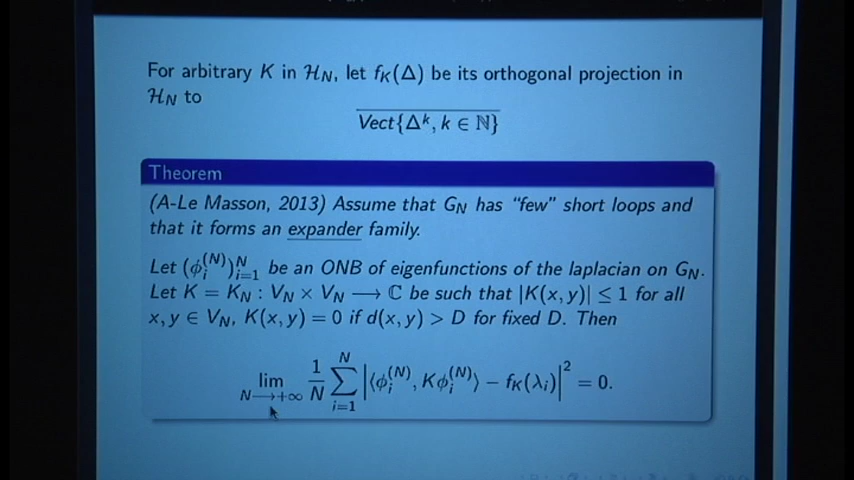 For arbitrary K in ℋ_N, let f_K(Δ) be its orthogonal projection in
ℋ_N to
\overline{Vect{Δ^k, k ∈ ℕ}}
Theorem
(A-Le Masson, 2013) Assume that G_N has "few" short loops and
that it forms an expander family.
Let (ϕ_i^{(N)})_{i=1}^N be an ONB of eigenfunctions of the laplacian on G_N.
Let K = K_N : V_N × V_N ⟶ ℂ be such that |K(x, y)| ≤ 1 for all
x, y ∈ V_N, K(x, y) = 0 if d(x, y) > D for fixed D. Then
lim_{N⟶+∞} \frac{1}{N} ∑_{i=1}^N |⟨ϕ_i^{(N)}, Kϕ_i^{(N)}⟩ − f_K(λ_i)|^2 = 0.